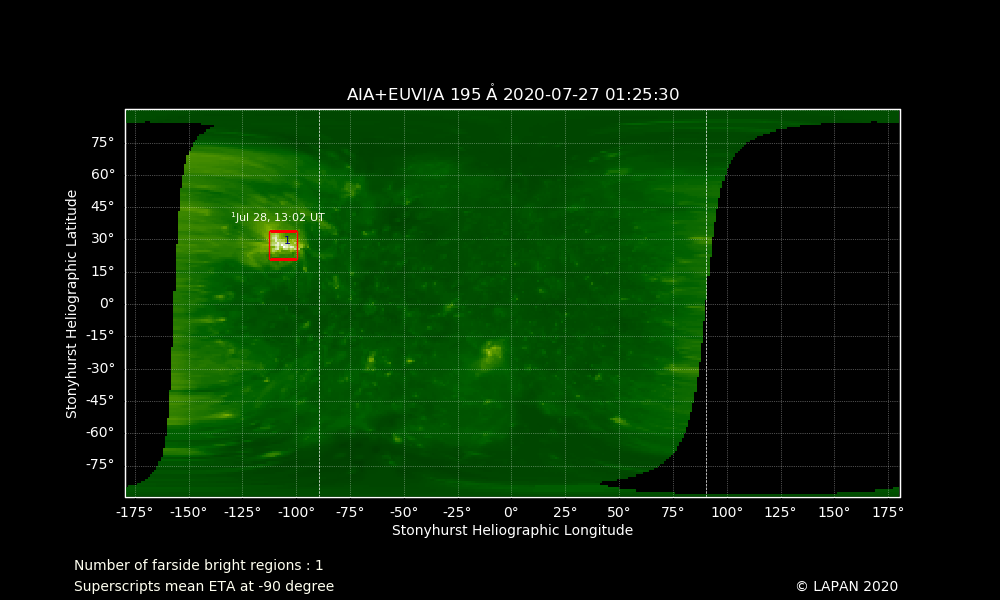 AIA+EUVI/A 195 Å 2020-07-27 01:25:30
Stonyhurst Heliographic Latitude
75°
60°
45°
30°
15°
0°
-15°
-30°
-45°
-60°
-75°
¹Jul 28, 13:02 UT
1
-175° -150° -125° -100° -75° -50° -25° 0° 25° 50° 75° 100° 125° 150° 175°
Stonyhurst Heliographic Longitude
Number of farside bright regions : 1
Superscripts mean ETA at -90 degree
© LAPAN 2020